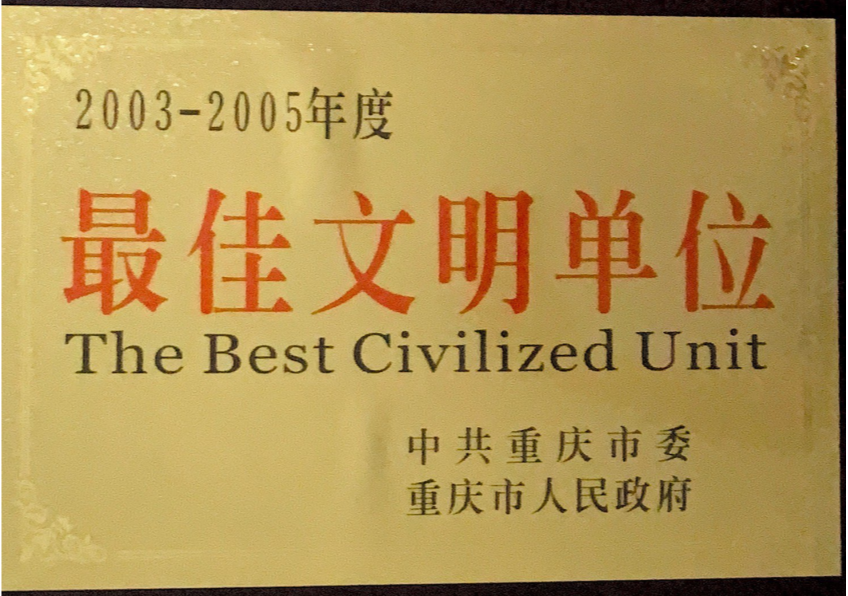 2003-2005年度
最佳文明单位
The Best Civilized Unit
中共重庆市委
重庆市人民政府